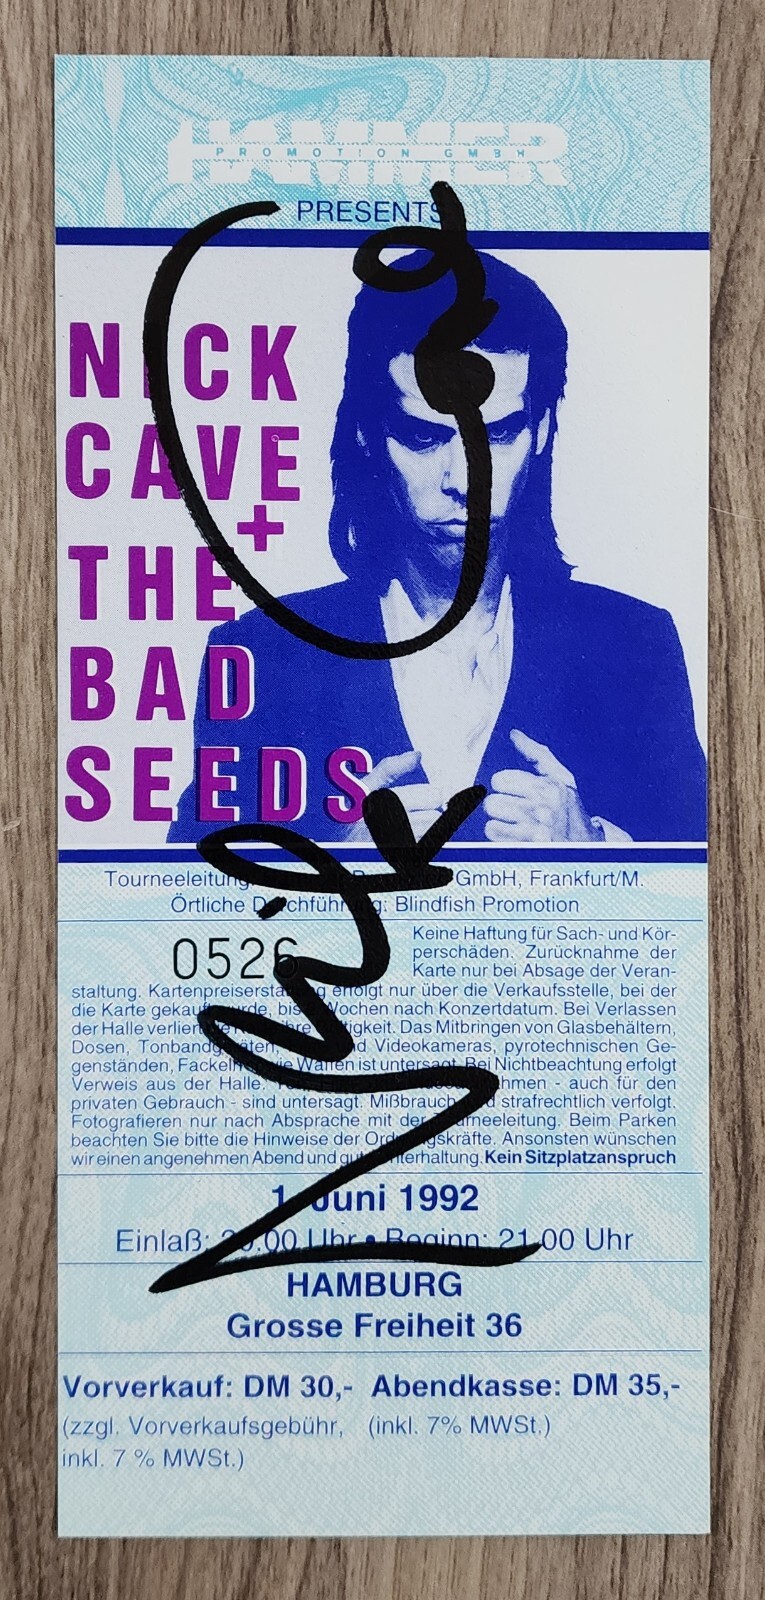 HAMMER
PROMOTION GMBH
PRESENTS
NICK
CAVE
+
THE
BAD
SEEDS
Tourneeleitung: GmbH, Frankfurt/M.
Örtliche Durchführung: Blindfish Promotion
0526
Keine Haftung für Sach- und Kör-
perschäden. Zurücknahme der
Karte nur bei Absage der Veran-
staltung. Kartenpreiserstattung erfolgt nur über die Verkaufsstelle, bei der
die Karte gekauft wurde, bis Wochen nach Konzertdatum. Bei Verlassen
der Halle verliert die Karte ihre Gültigkeit. Das Mitbringen von Glasbehältern,
Dosen, Tonbandgeräten, und Videokameras, pyrotechnischen Ge-
genständen, Fackeln sowie Waffen ist untersagt. Bei Nichtbeachtung erfolgt
Verweis aus der Halle. Ton- - auch für den
privaten Gebrauch - sind untersagt. Mißbrauch wird strafrechtlich verfolgt.
Fotografieren nur nach Absprache mit der Tourneeleitung. Beim Parken
beachten Sie bitte die Hinweise der Ordnungskräfte. Ansonsten wünschen
wir einen angenehmen Abend und gute Unterhaltung. Kein Sitzplatzanspruch
1. Juni 1992
Einlaß: 20.00 Uhr • Beginn: 21.00 Uhr
HAMBURG
Grosse Freiheit 36
Vorverkauf: DM 30,- Abendkasse: DM 35,-
(zzgl. Vorverkaufsgebühr, (inkl. 7% MWSt.)
inkl. 7 % MWSt.)
Nick